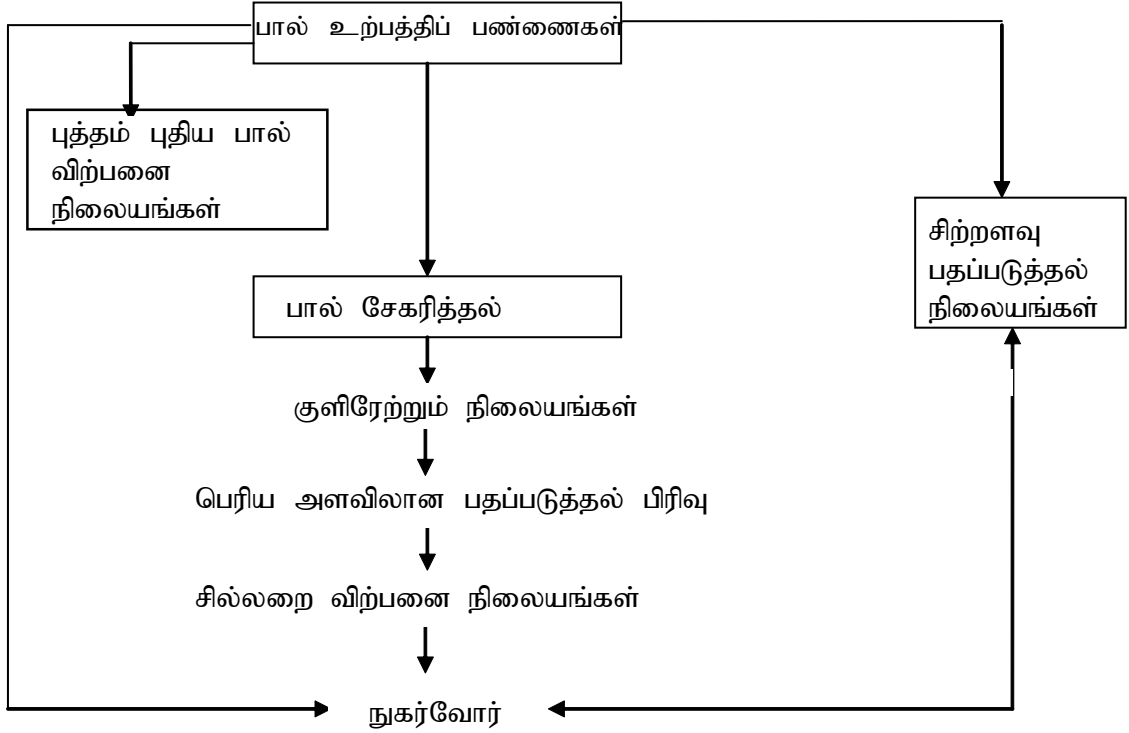 பால் உற்பத்திப் பண்ணைகள்
புத்தம் புதிய பால்
விற்பனை
நிலையங்கள்
சிற்றளவு
பதப்படுத்தல்
நிலையங்கள்
பால் சேகரித்தல்
குளிரேற்றும் நிலையங்கள்
பெரிய அளவிலான பதப்படுத்தல் பிரிவு
சில்லறை விற்பனை நிலையங்கள்
நுகர்வோர்